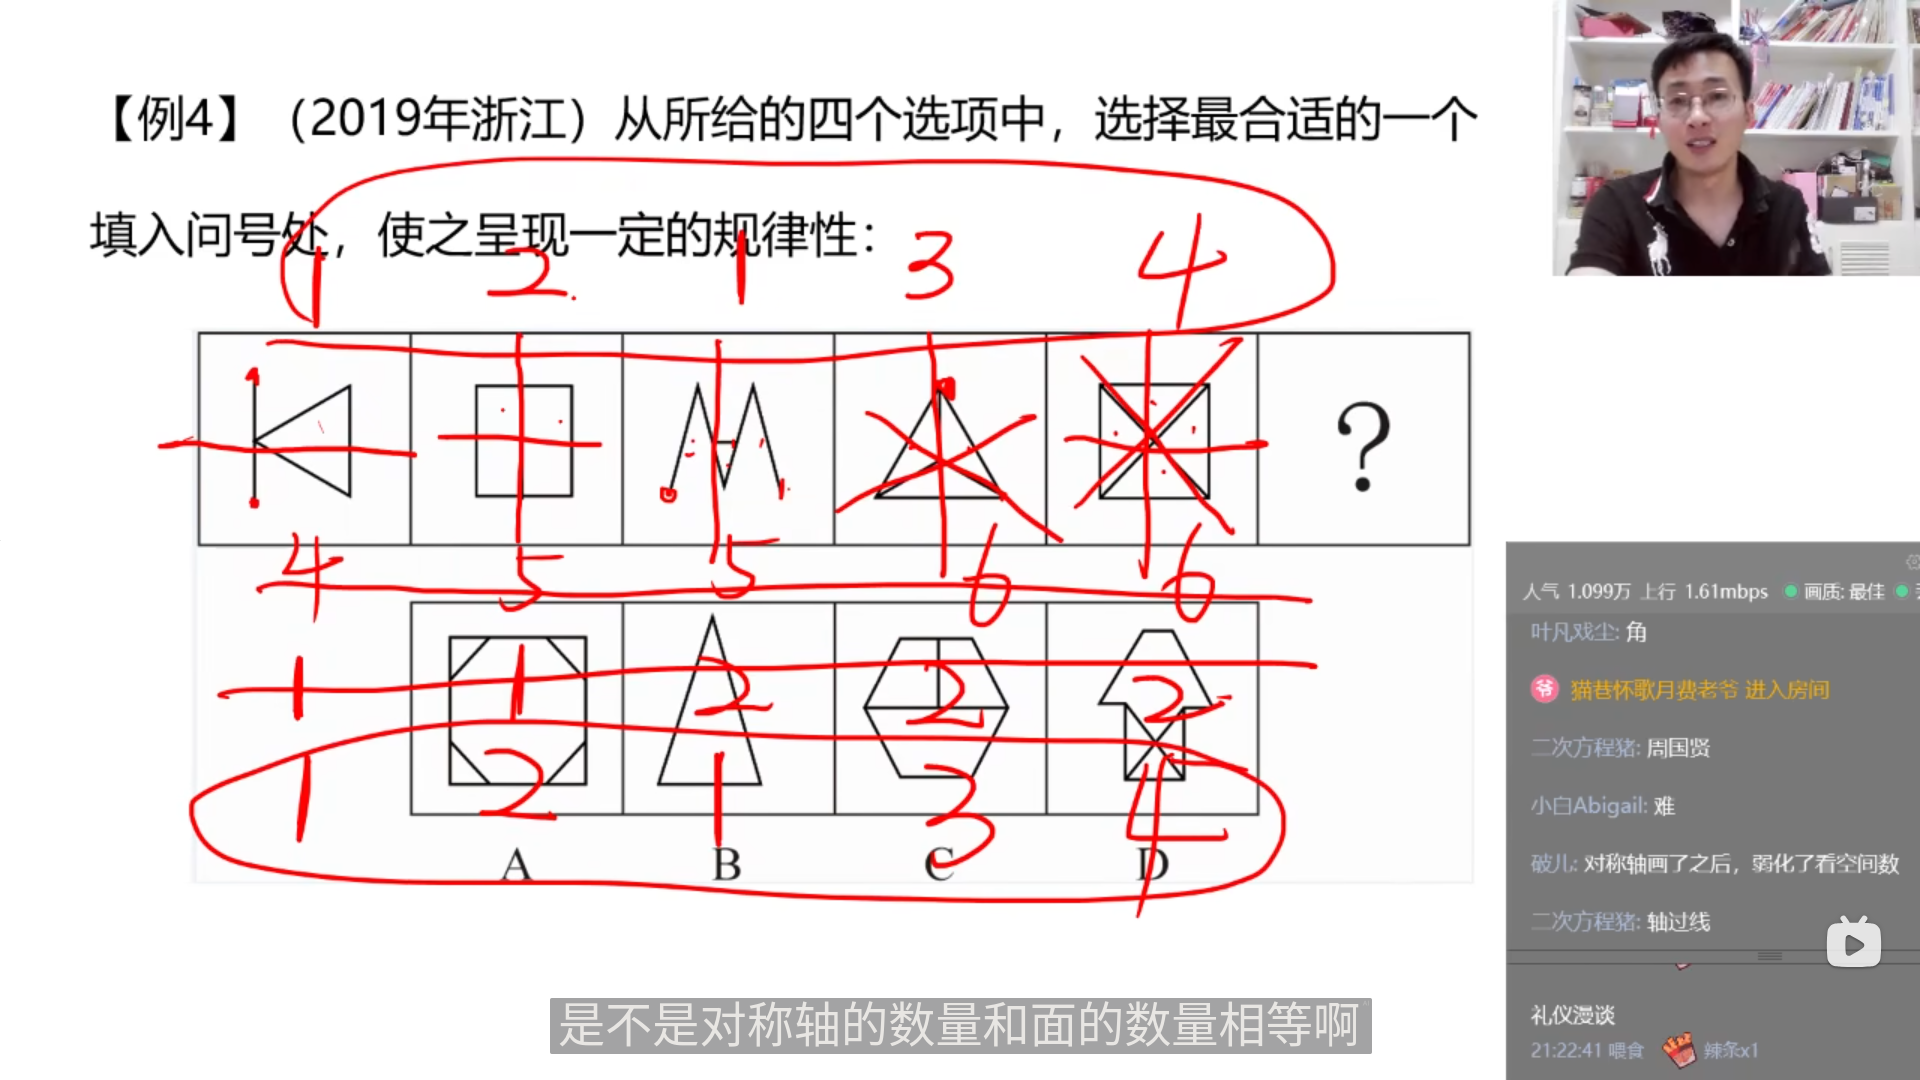 【例4】（2019年浙江）从所给的四个选项中，选择最合适的一个
填入问号处，使之呈现一定的规律性：
1 2 1 3 4
?
4 5 5 6 6
1 1 2 2 2
1 2 1 3 4
A B C D
是不是对称轴的数量和面的数量相等啊
人气 1.099万 上行 1.61mbps 画质: 最佳
叶凡戏尘: 角
爷 猫巷怀歌月费老爷 进入房间
二次方程猪: 周国贤
小白Abigail: 难
破儿: 对称轴画了之后，弱化了看空间数
二次方程猪: 轴过线
礼仪漫谈
21:22:41 喂食 辣条x1